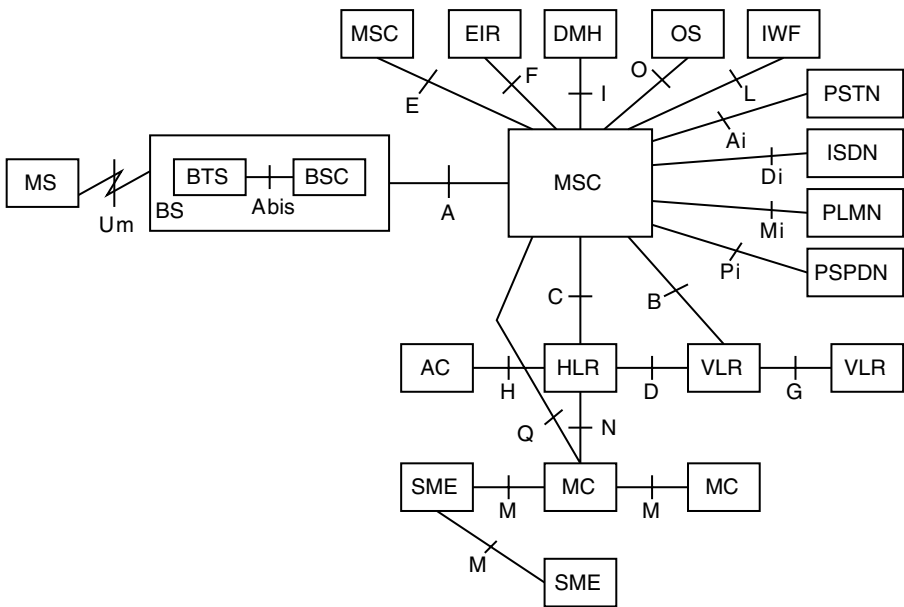 MSC EIR DMH OS IWF
E F I O L
PSTN
Ai
MS BTS BSC MSC ISDN
Um BS Abis A Di
PLMN
Mi
PSPDN
Pi
C B
AC HLR VLR VLR
H D G
Q N
SME MC MC
M M
M
SME